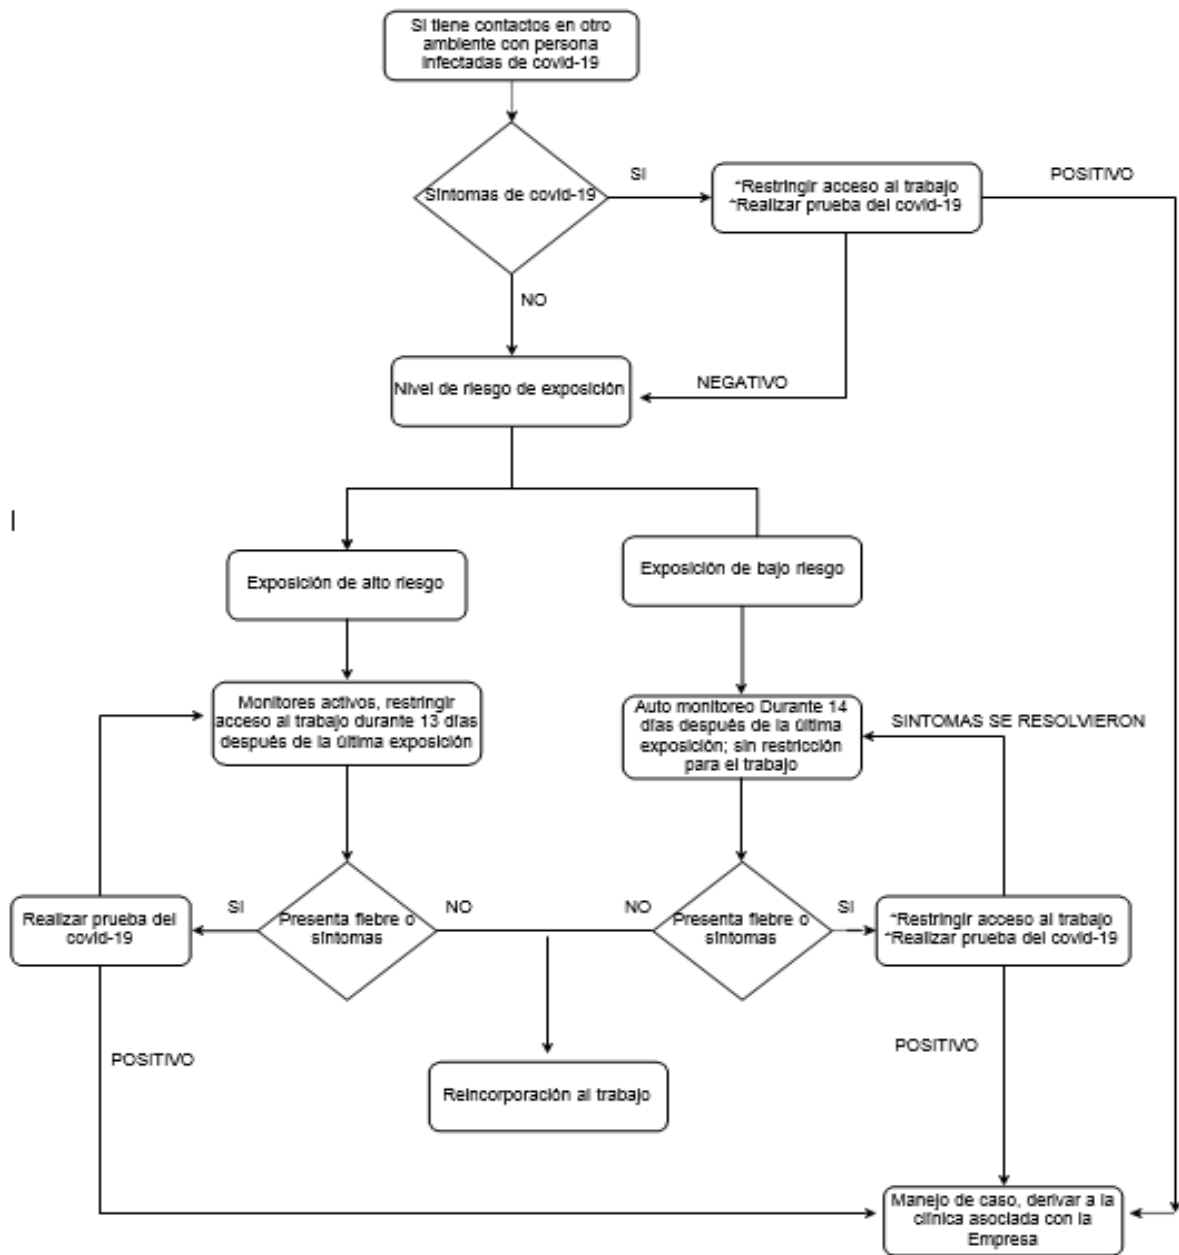 Si tiene contactos en otro
ambiente con persona
infectadas de covid-19
Síntomas de covid-19
SI
*Restringir acceso al trabajo
*Realizar prueba del covid-19
POSITIVO
NO
Nivel de riesgo de exposición
NEGATIVO
Exposición de alto riesgo
Exposición de bajo riesgo
Monitores activos, restringir
acceso al trabajo durante 13 días
después de la última exposición
Auto monitoreo Durante 14
días después de la última
exposición; sin restricción
para el trabajo
SINTOMAS SE RESOLVIERON
Realizar prueba del
covid-19
SI
Presenta fiebre o
síntomas
NO
NO
Presenta fiebre o
síntomas
SI
*Restringir acceso al trabajo
*Realizar prueba del covid-19
POSITIVO
Reincorporación al trabajo
POSITIVO
Manejo de caso, derivar a la
clínica asociada con la
Empresa